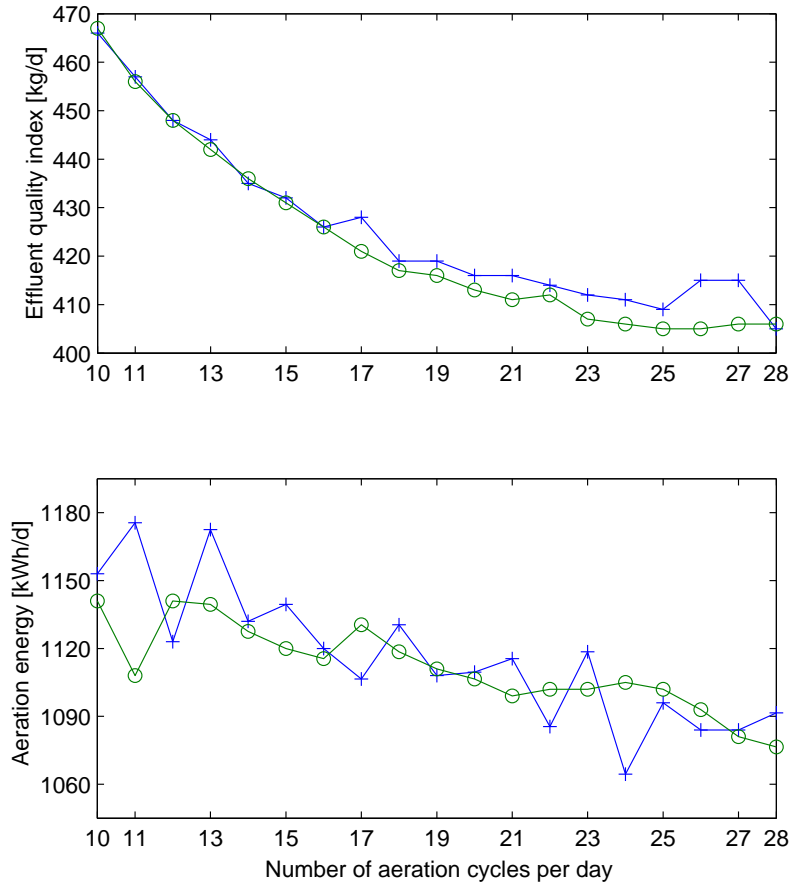 Effluent quality index [kg/d]
470
460
450
440
430
420
410
400
10 11 13 15 17 19 21 23 25 27 28
Aeration energy [kWh/d]
1180
1150
1120
1090
1060
10 11 13 15 17 19 21 23 25 27 28
Number of aeration cycles per day